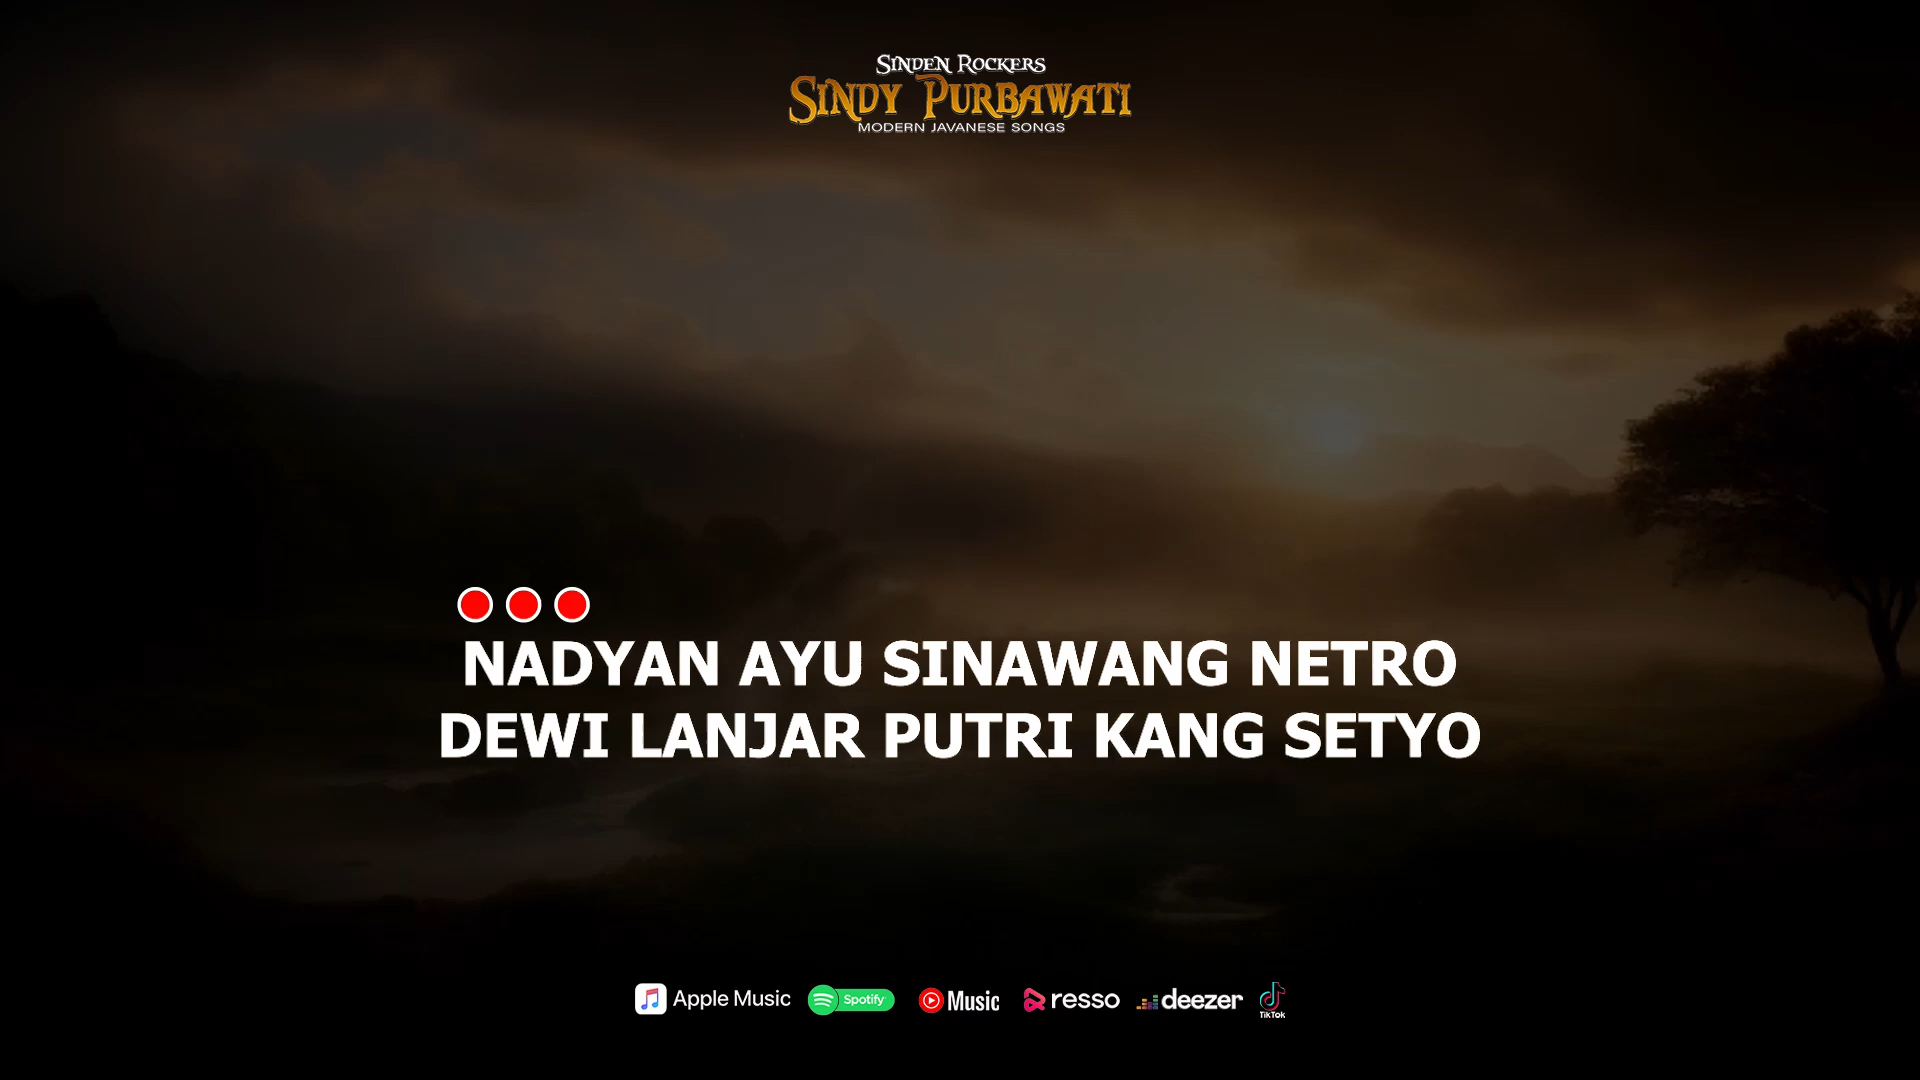 SINDEN ROCKERS
SINDY PURBAWATI
MODERN JAVANESE SONGS
NADYAN AYU SINAWANG NETRO
DEWI LANJAR PUTRI KANG SETYO
Apple Music Spotify Music resso deezer TikTok